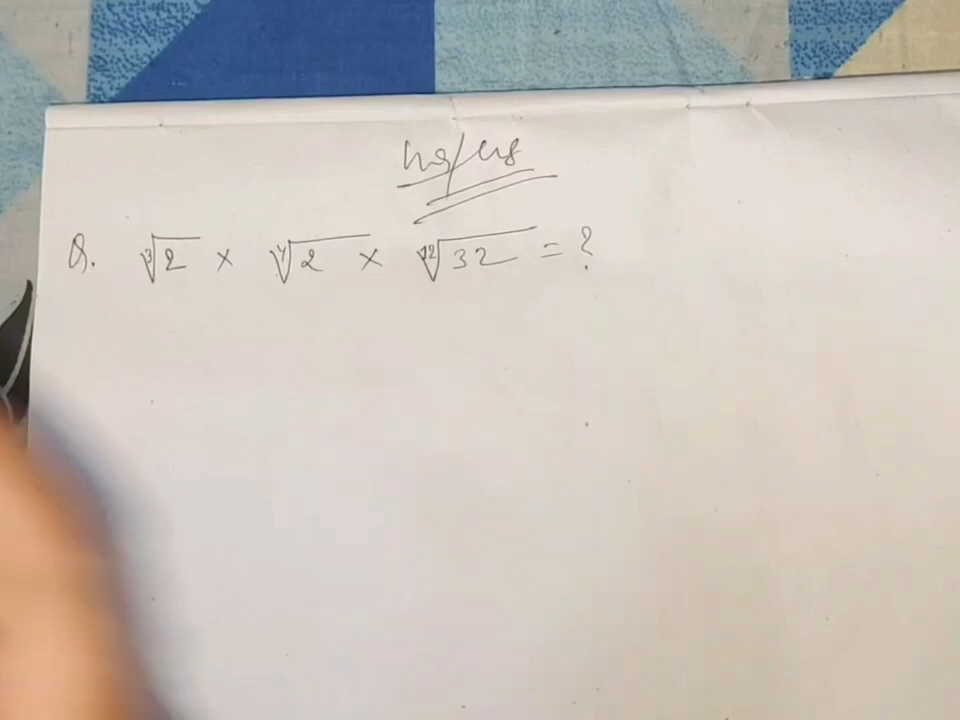 Q. ∛2 × ∜2 × ¹²√32 = ?